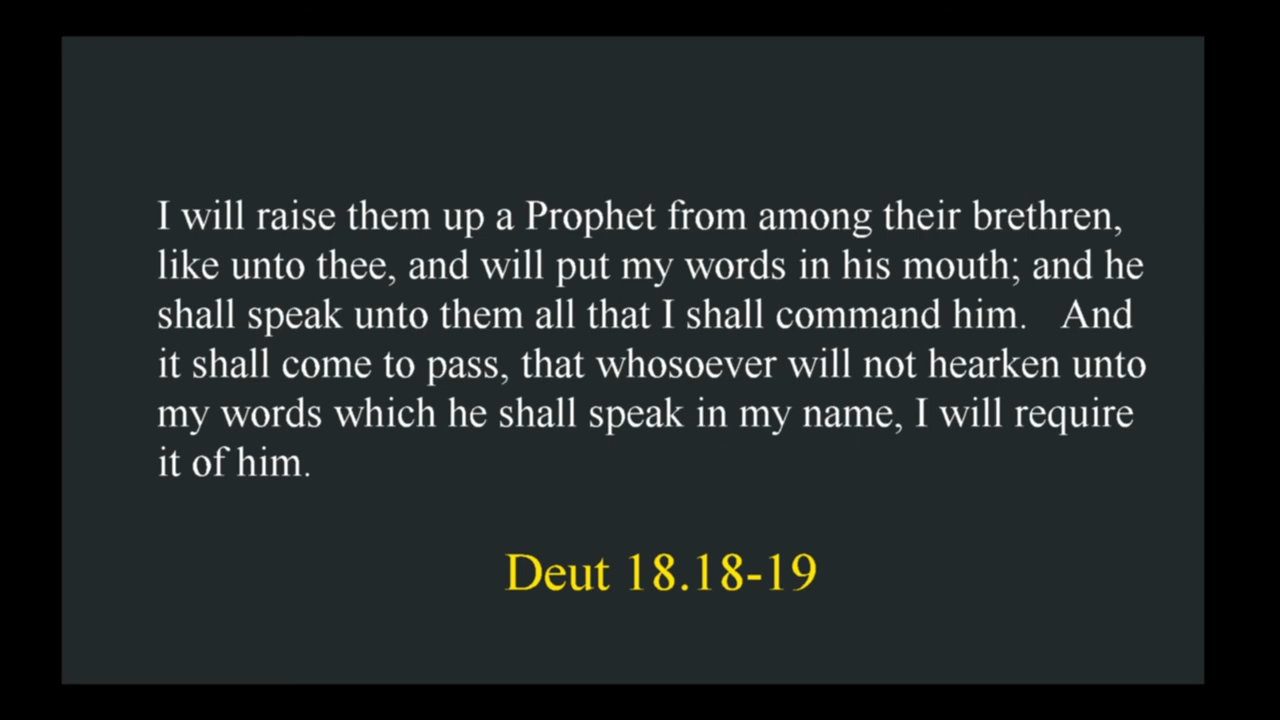 I will raise them up a Prophet from among their brethren,
like unto thee, and will put my words in his mouth; and he
shall speak unto them all that I shall command him.   And
it shall come to pass, that whosoever will not hearken unto
my words which he shall speak in my name, I will require
it of him.
Deut 18.18-19